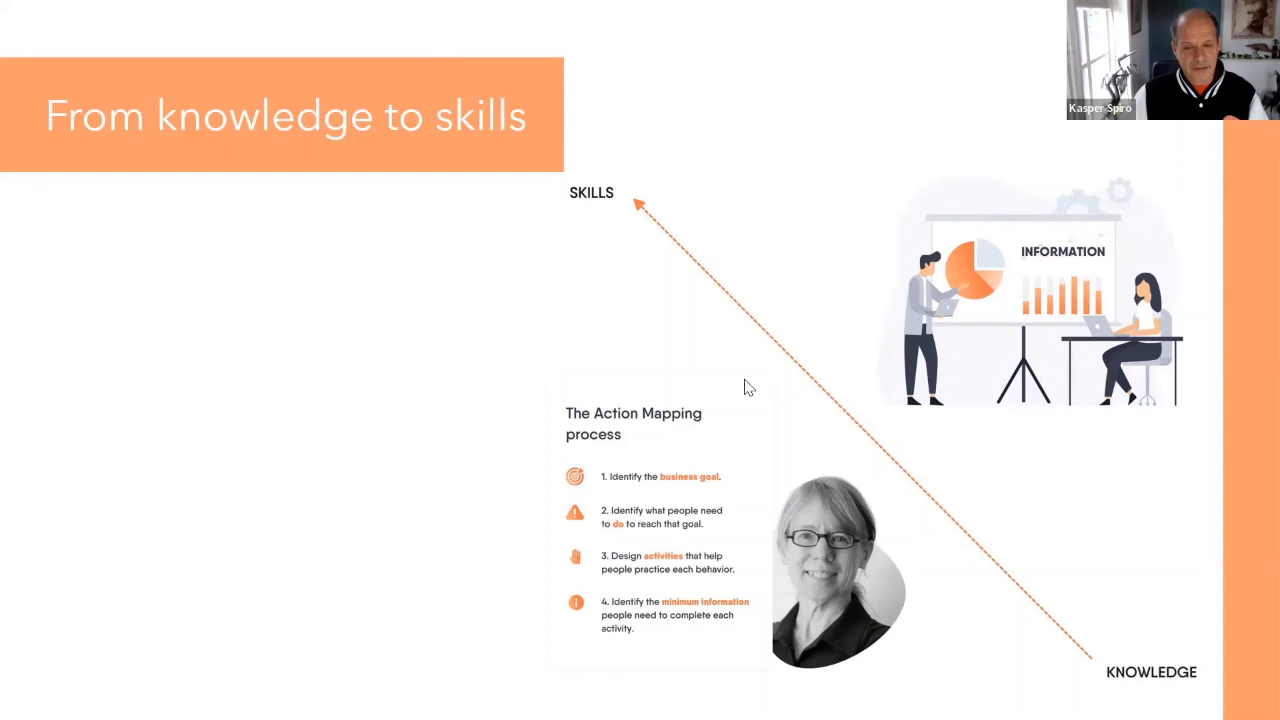 From knowledge to skills
Kasper Spiro
SKILLS
INFORMATION
The Action Mapping
process
1. Identify the business goal.
2. Identify what people need
to do to reach that goal.
3. Design activities that help
people practice each behavior.
4. Identify the minimum information
people need to complete each
activity.
KNOWLEDGE